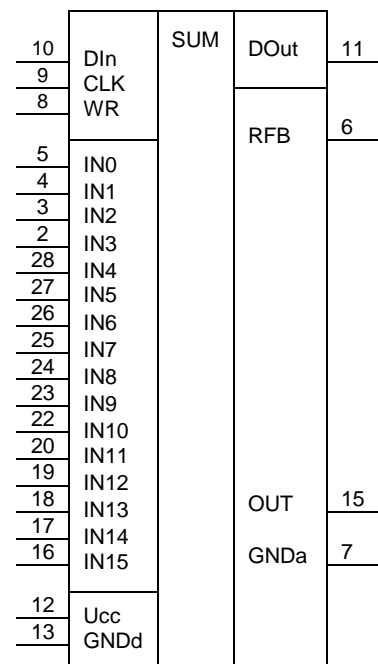 SUM
10 DIn DOut 11
9 CLK
8 WR
RFB 6
5 IN0
4 IN1
3 IN2
2 IN3
28 IN4
27 IN5
26 IN6
25 IN7
24 IN8
23 IN9
22 IN10
20 IN11
19 IN12
18 IN13 OUT 15
17 IN14
16 IN15 GNDa 7
12 Ucc
13 GNDd